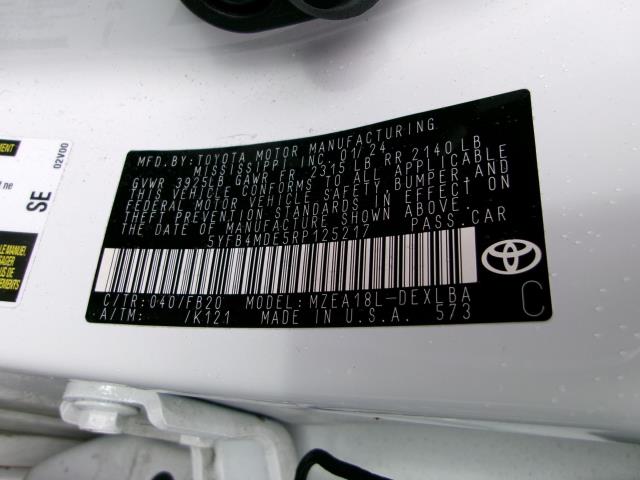 MFD.BY:TOYOTA MOTOR MANUFACTURING
MISSISSIPPI, INC. 01/24
GVWR 3925LB GAWR FR 2315 LB RR 2140 LB
THIS VEHICLE CONFORMS TO ALL APPLICABLE
FEDERAL MOTOR VEHICLE SAFETY, BUMPER, AND
THEFT PREVENTION STANDARDS IN EFFECT ON
THE DATE OF MANUFACTURE SHOWN ABOVE.
5YFB4MDE5RP125217 PASS.CAR
C/TR:040/FB20 MODEL:MZEA18L-DEXLBA
A/TM: /K121 MADE IN U.S.A. 573
C
02V00
SE
ne
LE MANUEL